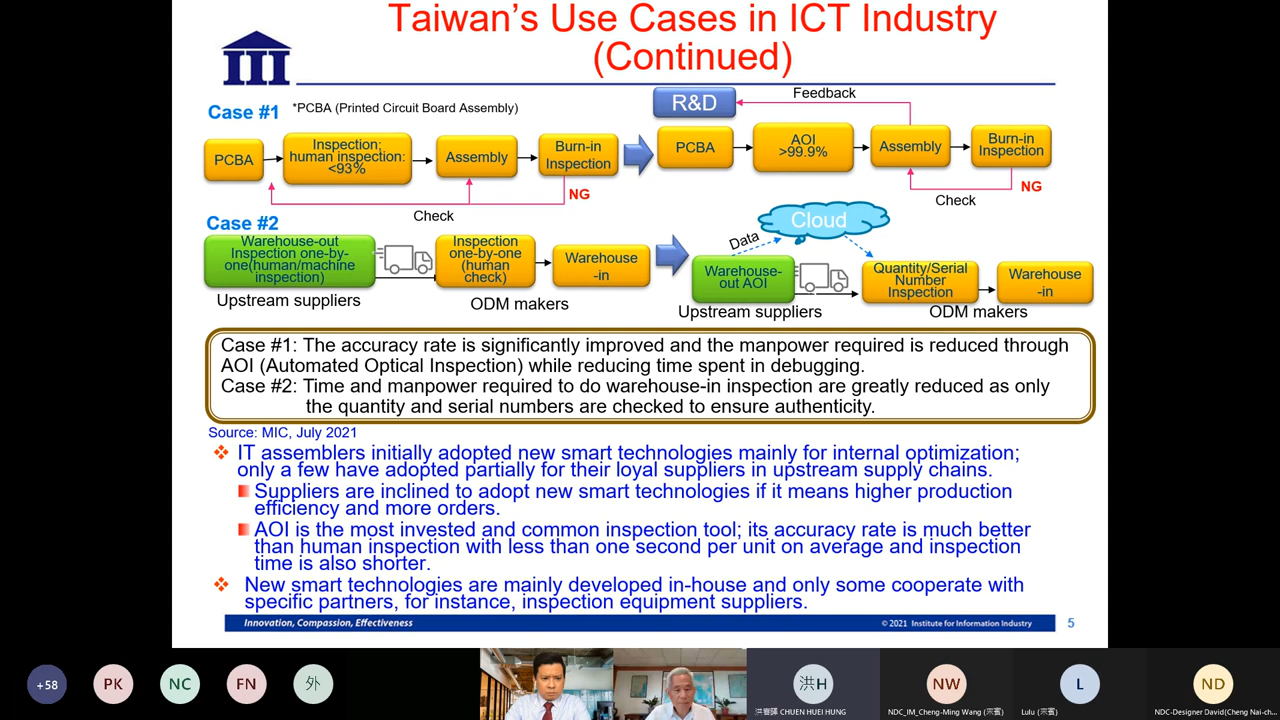 Taiwan's Use Cases in ICT Industry
(Continued)
Case #1
*PCBA (Printed Circuit Board Assembly)
R&D
Feedback
PCBA
Inspection;
human inspection:
<93%
Assembly
Burn-in
Inspection
PCBA
AOI
>99.9%
Assembly
Burn-in
Inspection
NG
Check
NG
Check
Case #2
Cloud
Data
Warehouse-out
Inspection one-by-
one(human/machine
inspection)
Inspection
one-by-one
(human
check)
Warehouse
-in
Warehouse-
out AOI
Quantity/Serial
Number
Inspection
Warehouse
-in
Upstream suppliers
ODM makers
Upstream suppliers
ODM makers
Case #1: The accuracy rate is significantly improved and the manpower required is reduced through
AOI (Automated Optical Inspection) while reducing time spent in debugging.
Case #2: Time and manpower required to do warehouse-in inspection are greatly reduced as only
the quantity and serial numbers are checked to ensure authenticity.
Source: MIC, July 2021
IT assemblers initially adopted new smart technologies mainly for internal optimization;
only a few have adopted partially for their loyal suppliers in upstream supply chains.
Suppliers are inclined to adopt new smart technologies if it means higher production
efficiency and more orders.
AOI is the most invested and common inspection tool; its accuracy rate is much better
than human inspection with less than one second per unit on average and inspection
time is also shorter.
New smart technologies are mainly developed in-house and only some cooperate with
specific partners, for instance, inspection equipment suppliers.
Innovation, Compassion, Effectiveness
© 2021 Institute for Information Industry
5
+58
PK
NC
FN
外
洪H
NW
L
ND
洪春暉 CHUEN HUEI HUNG
NDC_IM_Cheng-Ming Wang (来賓)
Lulu (来賓)
NDC-Designer David(Cheng Nai-ch...